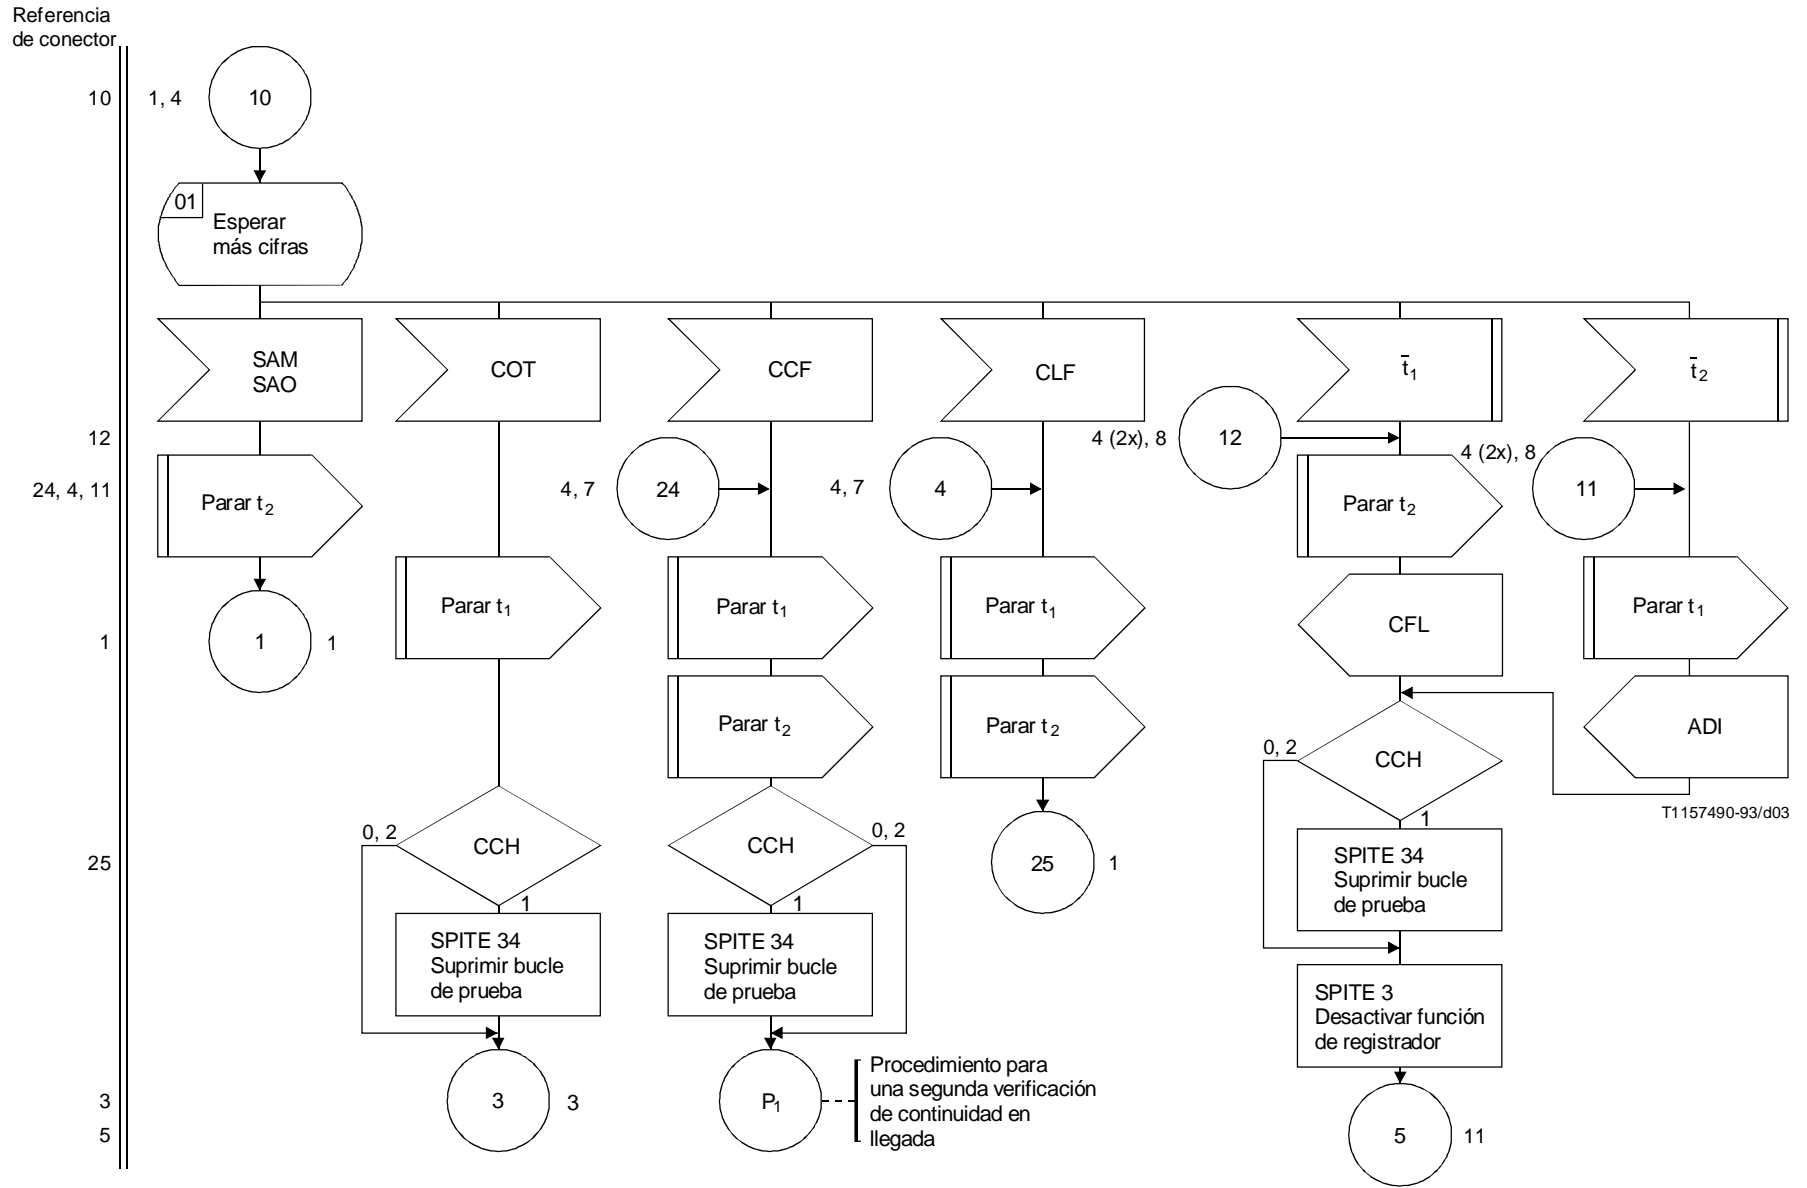 Referencia
de conector
10
1, 4
10
01
Esperar
más cifras
SAM
SAO
COT
CCF
CLF
t̄1
t̄2
12
4 (2x), 8
12
4 (2x), 8
24, 4, 11
Parar t2
4, 7
24
4, 7
4
Parar t2
11
Parar t1
Parar t1
Parar t1
CFL
Parar t1
1
1
1
Parar t2
Parar t2
ADI
0, 2
CCH
1
T1157490-93/d03
0, 2
CCH
1
CCH
0, 2
1
25
25
1
SPITE 34
Suprimir bucle
de prueba
SPITE 34
Suprimir bucle
de prueba
SPITE 34
Suprimir bucle
de prueba
SPITE 3
Desactivar función
de registrador
3
3
3
P1
Procedimiento para
una segunda verificación
de continuidad en
llegada
5
5
11